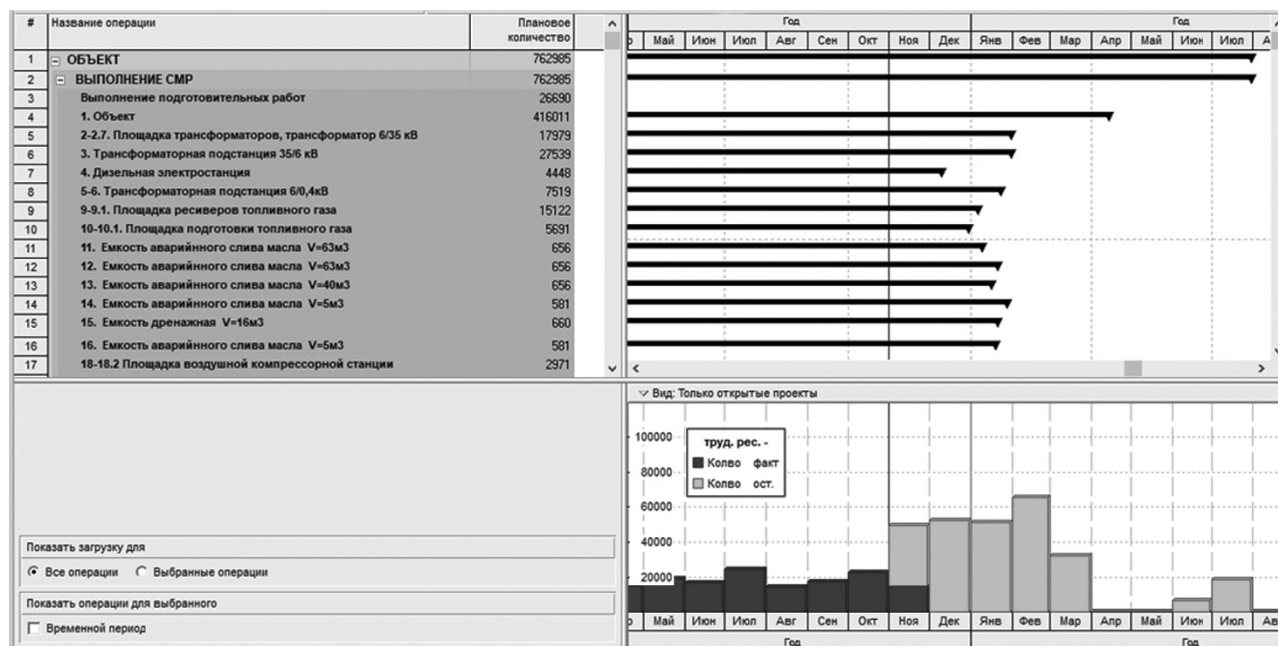 # Название операции Плановое количество
1 ОБЪЕКТ 762985
2 ВЫПОЛНЕНИЕ СМР 762985
3 Выполнение подготовительных работ 26690
4 1. Объект 416011
5 2-2.7. Площадка трансформаторов, трансформатор 6/35 кВ 17979
6 3. Трансформаторная подстанция 35/6 кВ 27539
7 4. Дизельная электростанция 4448
8 5-6. Трансформаторная подстанция 6/0,4кВ 7519
9 9-9.1. Площадка ресиверов топливного газа 15122
10 10-10.1. Площадка подготовки топливного газа 5691
11 11. Емкость аварийнного слива масла V=63м3 656
12 12. Емкость аварийнного слива масла V=63м3 656
13 13. Емкость аварийнного слива масла V=40м3 656
14 14. Емкость аварийнного слива масла V=5м3 581
15 15. Емкость дренажная V=16м3 660
16 16. Емкость аварийнного слива масла V=5м3 581
17 18-18.2 Площадка воздушной компрессорной станции 2971
Год Год
Май Июн Июл Авг Сен Окт Ноя Дек Янв Фев Мар Апр Май Июн Июл А
Показать загрузку для
Все операции Выбранные операции
Показать операции для выбранного
Временной период
Вид: Только открытые проекты
100000
80000
60000
40000
20000
труд. рес. -
Колво факт
Колво ост.
Май Июн Июл Авг Сен Окт Ноя Дек Янв Фев Мар Апр Май Июн Июл Ав
Год Год